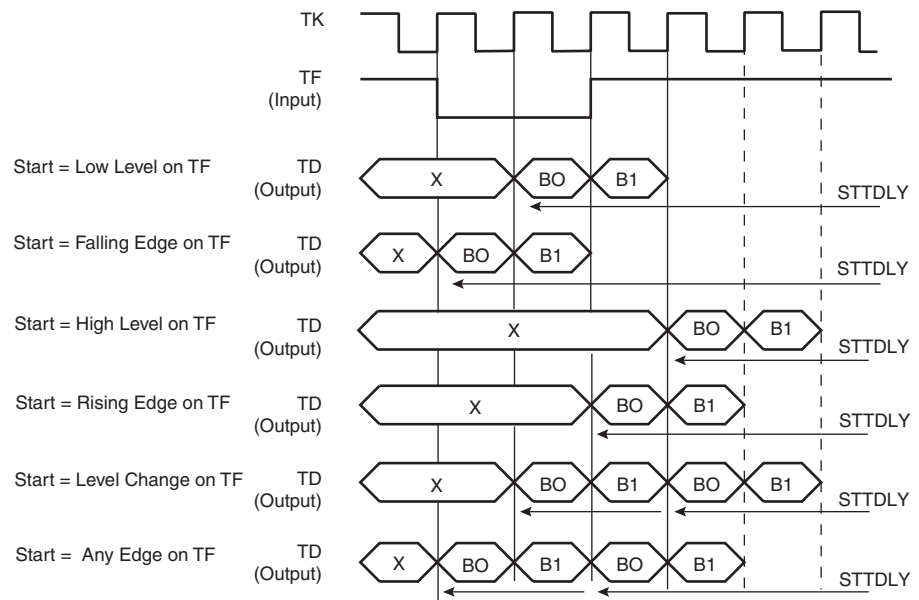 TK
TF
(Input)
Start = Low Level on TF
TD
(Output)
X
BO
B1
STTDLY
Start = Falling Edge on TF
TD
(Output)
X
BO
B1
STTDLY
Start = High Level on TF
TD
(Output)
X
BO
B1
STTDLY
Start = Rising Edge on TF
TD
(Output)
X
BO
B1
STTDLY
Start = Level Change on TF
TD
(Output)
X
BO
B1
BO
B1
STTDLY
Start = Any Edge on TF
TD
(Output)
X
BO
B1
BO
B1
STTDLY